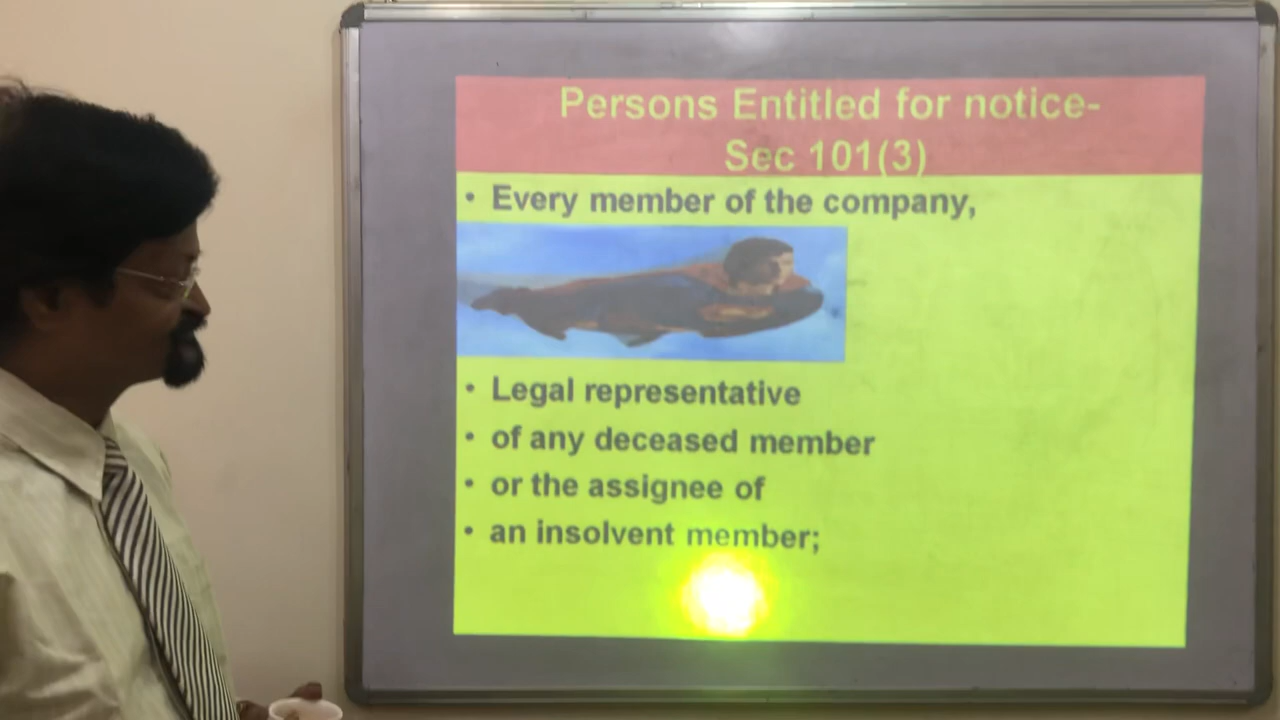 Persons Entitled for notice-
Sec 101(3)
• Every member of the company,
• Legal representative
• of any deceased member
• or the assignee of
• an insolvent member;